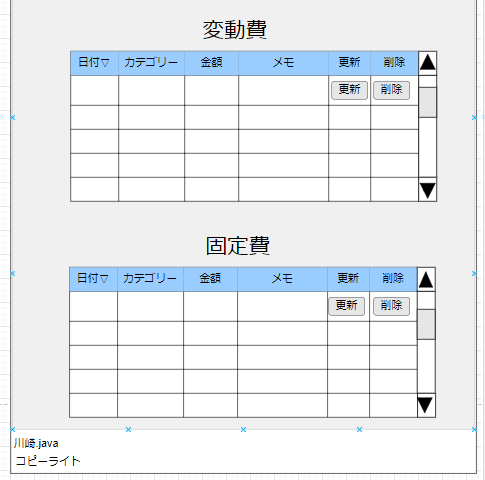 変動費
日付▽ カテゴリー 金額 メモ 更新 削除
更新 削除
固定費
日付▽ カテゴリー 金額 メモ 更新 削除
更新 削除
川崎.java
コピーライト